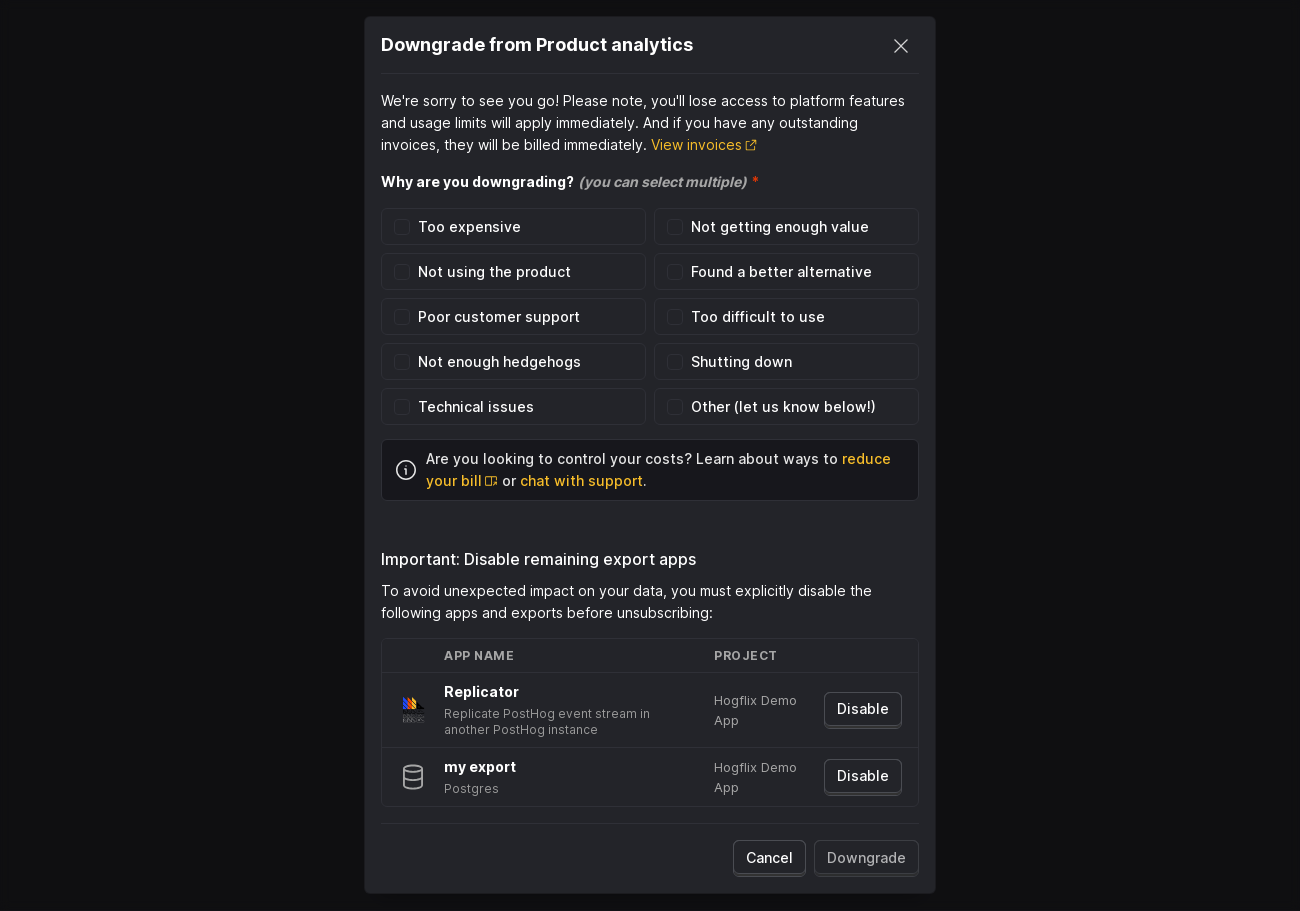 Downgrade from Product analytics
We're sorry to see you go! Please note, you'll lose access to platform features
and usage limits will apply immediately. And if you have any outstanding
invoices, they will be billed immediately. View invoices
Why are you downgrading? (you can select multiple) *
Too expensive
Not getting enough value
Not using the product
Found a better alternative
Poor customer support
Too difficult to use
Not enough hedgehogs
Shutting down
Technical issues
Other (let us know below!)
Are you looking to control your costs? Learn about ways to reduce
your bill or chat with support.
Important: Disable remaining export apps
To avoid unexpected impact on your data, you must explicitly disable the
following apps and exports before unsubscribing:
APP NAME
PROJECT
Replicator
Replicate PostHog event stream in
another PostHog instance
Hogflix Demo
App
Disable
my export
Postgres
Hogflix Demo
App
Disable
Cancel
Downgrade